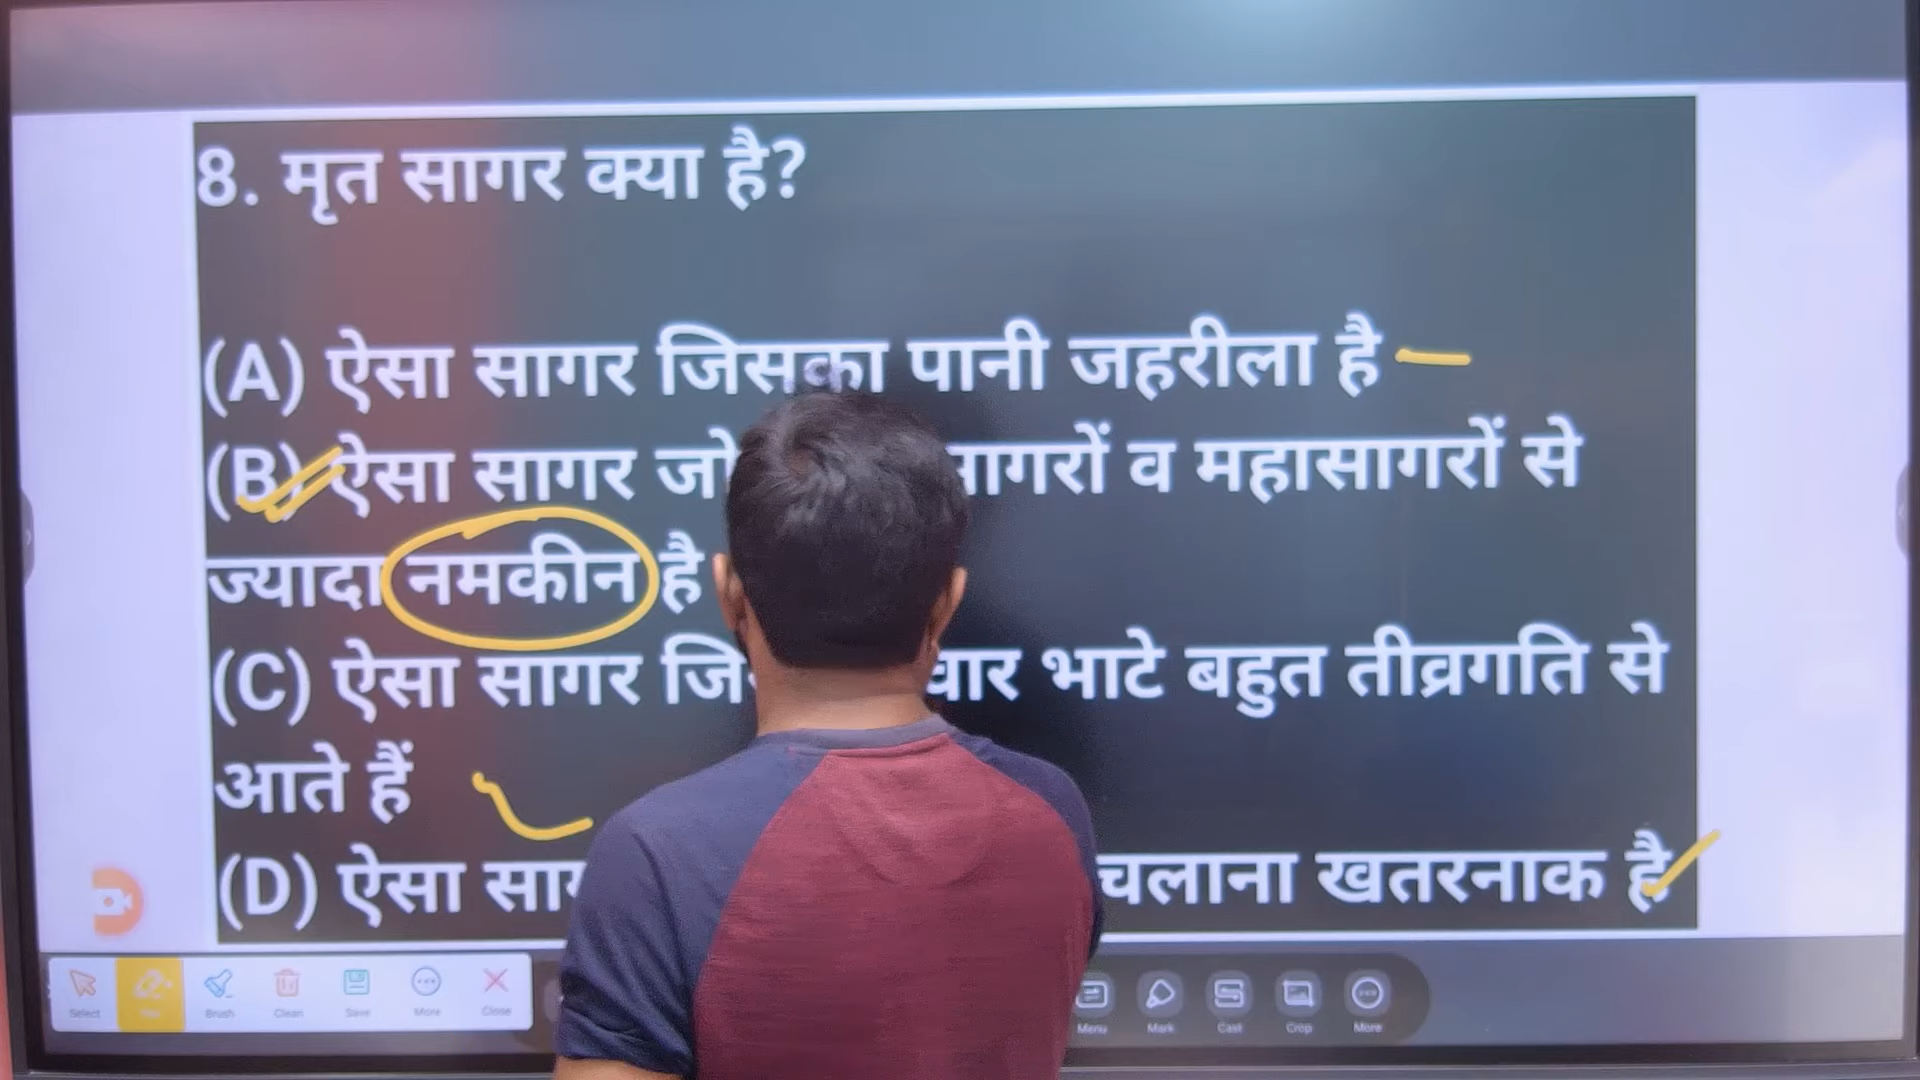 8. मृत सागर क्या है?
(A) ऐसा सागर जिसका पानी जहरीला है
(B) ऐसा सागर जो सागरों व महासागरों से
ज्यादा नमकीन है
(C) ऐसा सागर भाटे बहुत तीव्रगति से
आते हैं
(D) ऐसा चलाना खतरनाक है
Select Pen Brush Clean Save More Close
Menu Mark Cast Crop More